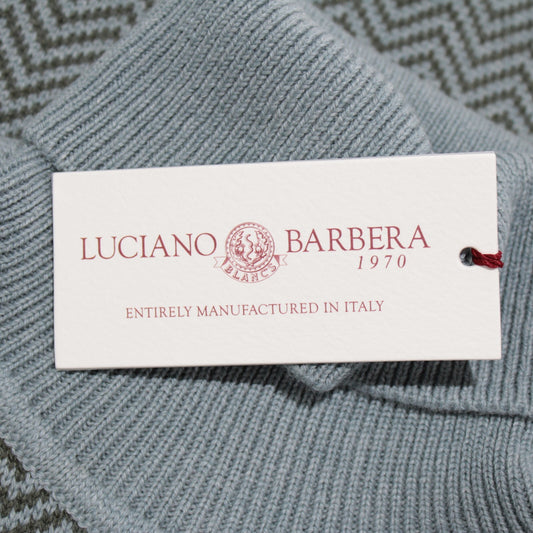 LUCIANO BARBERA
1970
BLANCS
ENTIRELY MANUFACTURED IN ITALY